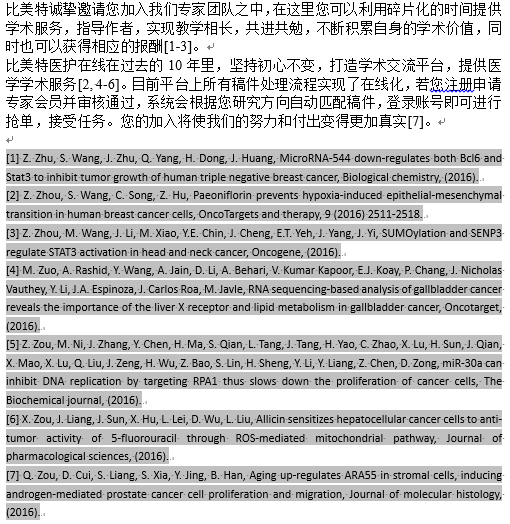 比美特诚挚邀请您加入我们专家团队之中，在这里您可以利用碎片化的时间提供
学术服务，指导作者，实现教学相长，共进共勉，不断积累自身的学术价值，同
时也可以获得相应的报酬[1-3]。
比美特医护在线在过去的 10 年里，坚持初心不变，打造学术交流平台，提供医
学学术服务[2, 4-6]。目前平台上所有稿件处理流程实现了在线化，若您注册申请
专家会员并审核通过，系统会根据您研究方向自动匹配稿件，登录账号即可进行
抢单，接受任务。您的加入将使我们的努力和付出变得更加真实[7]。
[1] Z. Zhu, S. Wang, J. Zhu, Q. Yang, H. Dong, J. Huang, MicroRNA-544 down-regulates both Bcl6 and
Stat3 to inhibit tumor growth of human triple negative breast cancer, Biological chemistry, (2016).
[2] Z. Zhou, S. Wang, C. Song, Z. Hu, Paeoniflorin prevents hypoxia-induced epithelial-mesenchymal
transition in human breast cancer cells, OncoTargets and therapy, 9 (2016) 2511-2518.
[3] Z. Zhou, M. Wang, J. Li, M. Xiao, Y.E. Chin, J. Cheng, E.T. Yeh, J. Yang, J. Yi, SUMOylation and SENP3
regulate STAT3 activation in head and neck cancer, Oncogene, (2016).
[4] M. Zuo, A. Rashid, Y. Wang, A. Jain, D. Li, A. Behari, V. Kumar Kapoor, E.J. Koay, P. Chang, J. Nicholas
Vauthey, Y. Li, J.A. Espinoza, J. Carlos Roa, M. Javle, RNA sequencing-based analysis of gallbladder cancer
reveals the importance of the liver X receptor and lipid metabolism in gallbladder cancer, Oncotarget,
(2016).
[5] Z. Zou, M. Ni, J. Zhang, Y. Chen, H. Ma, S. Qian, L. Tang, J. Tang, H. Yao, C. Zhao, X. Lu, H. Sun, J. Qian,
X. Mao, X. Lu, Q. Liu, J. Zeng, H. Wu, Z. Bao, S. Lin, H. Sheng, Y. Li, Y. Liang, Z. Chen, D. Zong, miR-30a can
inhibit DNA replication by targeting RPA1 thus slows down the proliferation of cancer cells, The
Biochemical journal, (2016).
[6] X. Zou, J. Liang, J. Sun, X. Hu, L. Lei, D. Wu, L. Liu, Allicin sensitizes hepatocellular cancer cells to anti-
tumor activity of 5-fluorouracil through ROS-mediated mitochondrial pathway, Journal of
pharmacological sciences, (2016).
[7] Q. Zou, D. Cui, S. Liang, S. Xia, Y. Jing, B. Han, Aging up-regulates ARA55 in stromal cells, inducing
androgen-mediated prostate cancer cell proliferation and migration, Journal of molecular histology,
(2016).